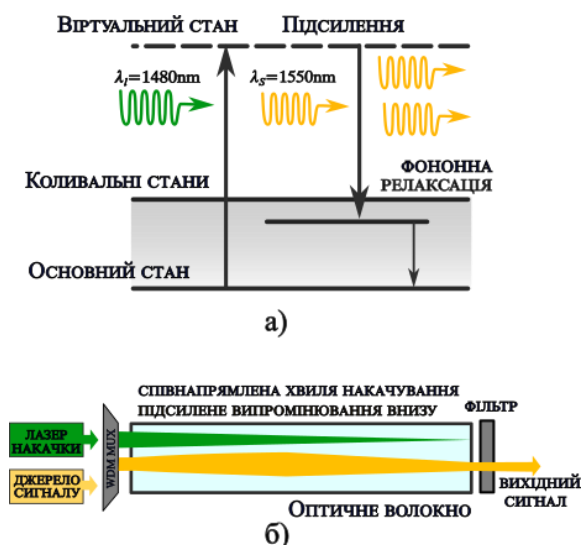 Віртуальний стан Підсилення
λi=1480nm λs=1550nm
Фононна
релаксація
Коливальні стани
Основний стан
а)
Співнапрямлена хвиля накачування
підсилене випромінювання внизу
Фільтр
Лазер
накачки
WDM MUX
Джерело
сигналу
Вихідний
сигнал
Оптичне волокно
б)